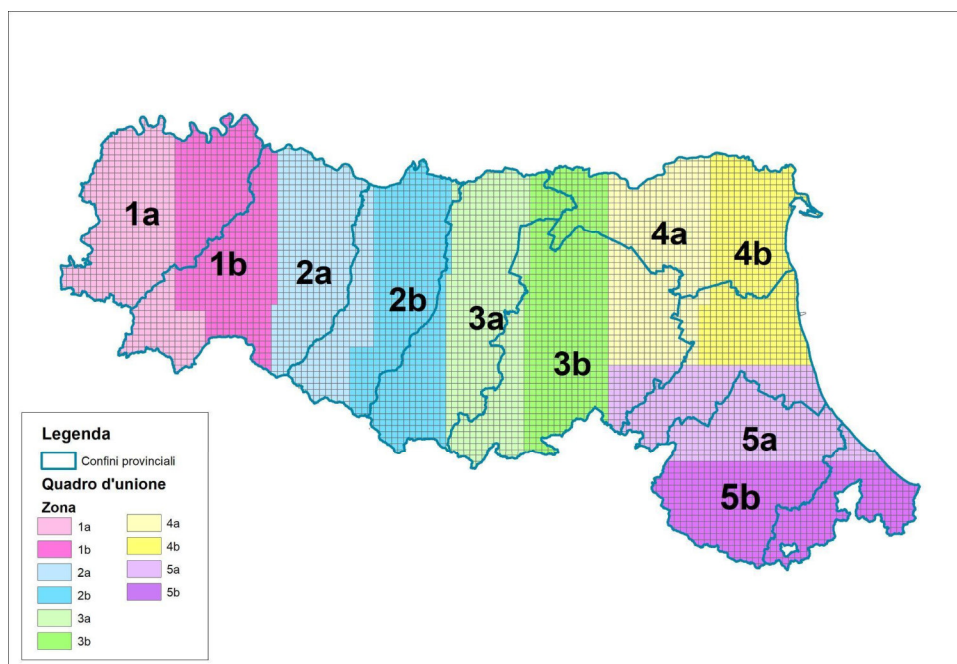 1a
1b
2a
2b
3a
3b
4a
4b
5a
5b
Legenda
Confini provinciali
Quadro d'unione
Zona
1a
1b
2a
2b
3a
3b
4a
4b
5a
5b